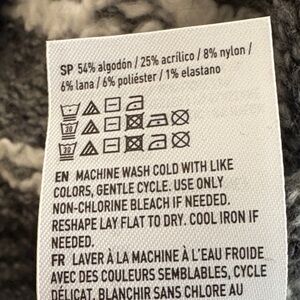 SP 54% algodón / 25% acrílico / 8% nylon /
6% lana / 6% poliéster / 1% elastano
EN MACHINE WASH COLD WITH LIKE
COLORS, GENTLE CYCLE. USE ONLY
NON-CHLORINE BLEACH IF NEEDED.
RESHAPE LAY FLAT TO DRY. COOL IRON IF
NEEDED.
FR LAVER À LA MACHINE À L'EAU FROIDE
AVEC DES COULEURS SEMBLABLES, CYCLE
DÉLICAT. BLANCHIR SANS CHLORE AU